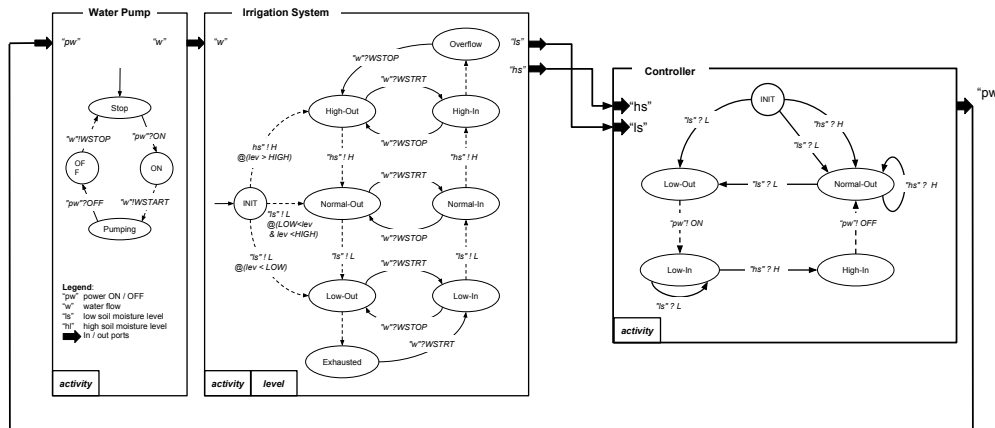 Water Pump
"pw"
"w"
Stop
"w"!WSTOP
"pw"?ON
OF
F
ON
"pw"?OFF
"w"!WSTART
Pumping
Legend:
"pw" power ON / OFF
"w" water flow
"ls" low soil moisture level
"hl" high soil moisture level
In / out ports
activity
Irrigation System
"w"
"ls"
"hs"
Overflow
"w"?WSTOP
"w"?WSTRT
High-Out
High-In
"w"?WSTOP
hs" ! H
@(lev > HIGH)
"hs" ! H
"hs" ! H
"w"?WSTRT
INIT
"ls" ! L
@(LOW<lev
& lev <HIGH)
Normal-Out
Normal-In
"w"?WSTOP
"ls" ! L
@(lev < LOW)
"ls" ! L
"ls" ! L
"w"?WSTRT
Low-Out
Low-In
"w"?WSTOP
"w"?WSTRT
Exhausted
activity
level
Controller
"hs"
"ls"
"pw
INIT
"ls" ? L
"hs" ? H
"ls" ? L
Low-Out
"ls" ? L
Normal-Out
"hs" ? H
"pw"! ON
"pw"! OFF
Low-In
"hs" ? H
High-In
"ls" ? L
activity